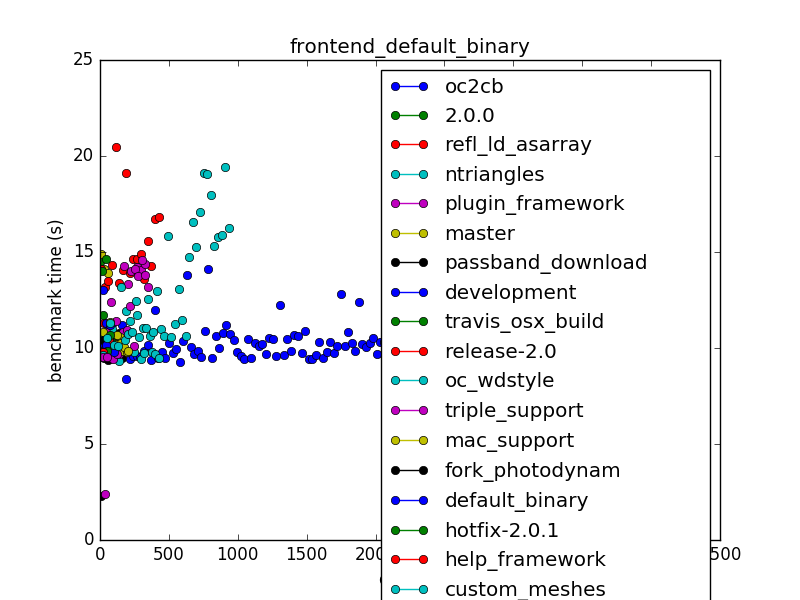 frontend_default_binary
benchmark time (s)
25
20
15
10
5
0
0
500
1000
1500
oc2cb
2.0.0
refl_ld_asarray
ntriangles
plugin_framework
master
passband_download
development
travis_osx_build
release-2.0
oc_wdstyle
triple_support
mac_support
fork_photodynam
default_binary
hotfix-2.0.1
help_framework
custom_meshes